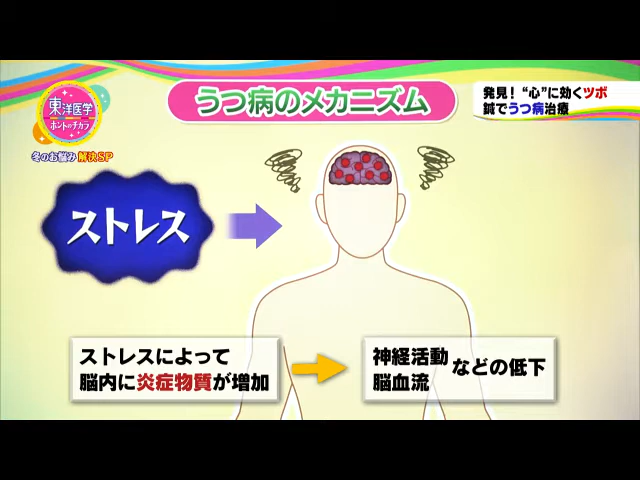 東洋医学
ホントのチカラ
冬のお悩み解決SP
うつ病のメカニズム
発見！“心”に効くツボ
鍼でうつ病治療
ストレス
ストレスによって
脳内に炎症物質が増加
神経活動
脳血流
などの低下